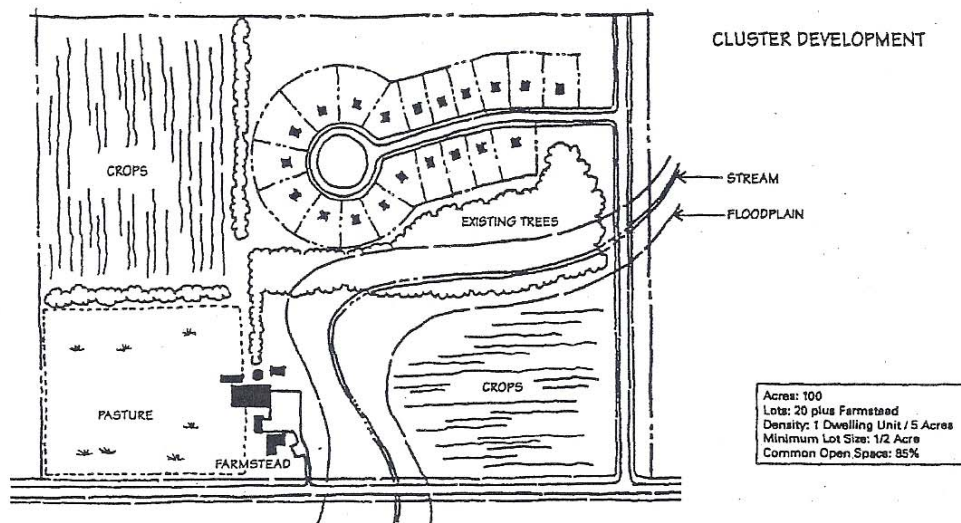 CLUSTER DEVELOPMENT
CROPS
STREAM
FLOODPLAIN
EXISTING TREES
CROPS
PASTURE
FARMSTEAD
Acres: 100
Lots: 20 plus Farmstead
Density: 1 Dwelling Unit / 5 Acres
Minimum Lot Size: 1/2 Acre
Common Open Space: 85%